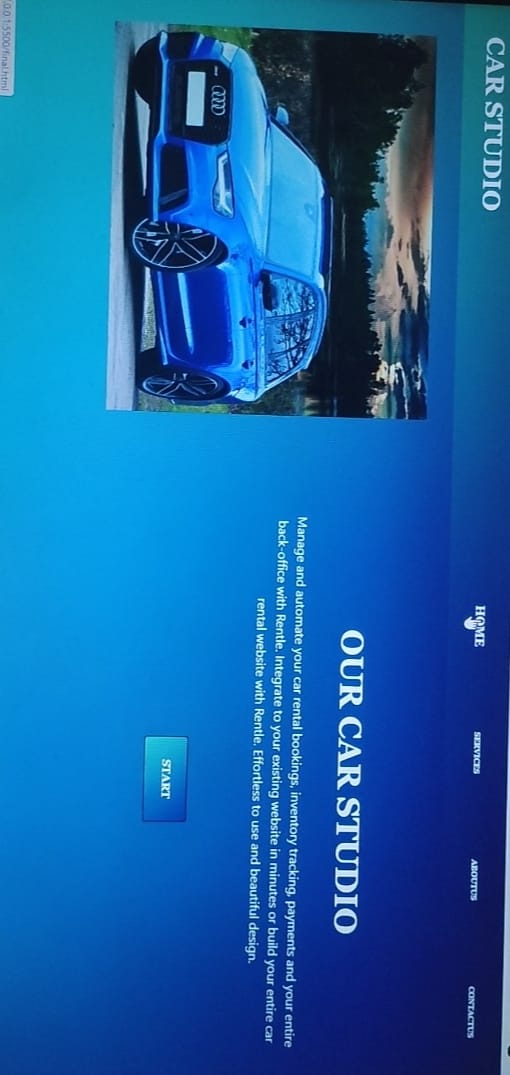 CAR STUDIO
HOME SERVICES ABOUTUS CONTACTUS
OUR CAR STUDIO
Manage and automate your car rental bookings, inventory tracking, payments and your entire
back-office with Rentle. Integrate to your existing website in minutes or build your entire car
rental website with Rentle. Effortless to use and beautiful design.
START
.0.0.1:5500/final.html